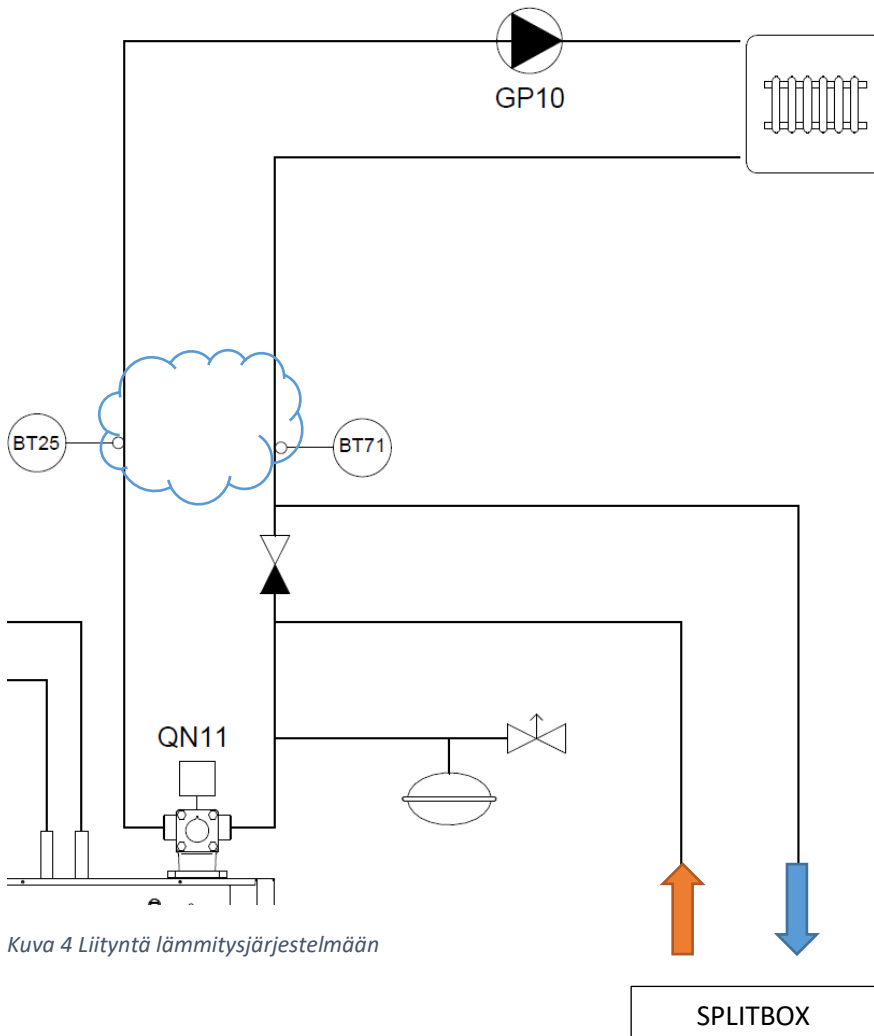 GP10
BT25
BT71
QN11
Kuva 4 Liityntä lämmitysjärjestelmään
SPLITBOX